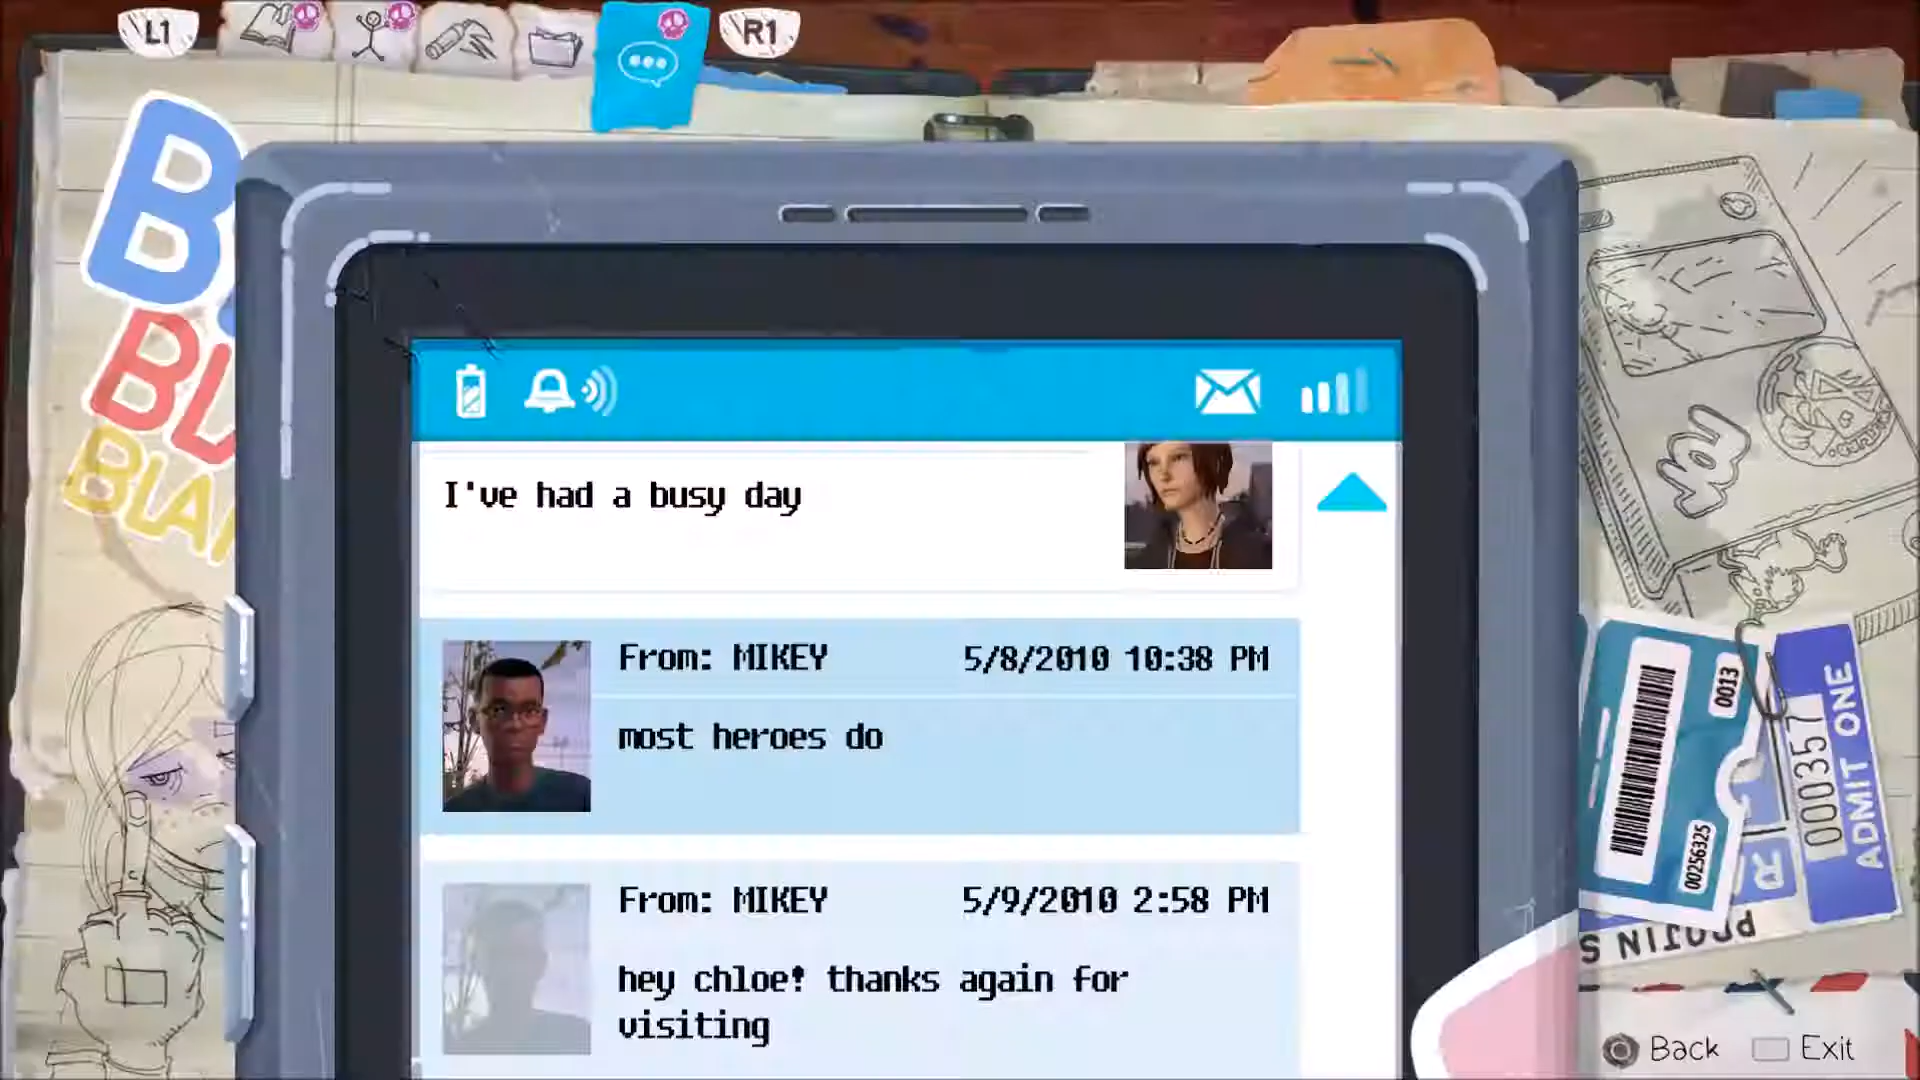 L1
R1
I've had a busy day
From: MIKEY 5/8/2010 10:38 PM
most heroes do
From: MIKEY 5/9/2010 2:58 PM
hey chloe! thanks again for
visiting
0013
00256325
000357
ADMIT ONE
Back
Exit